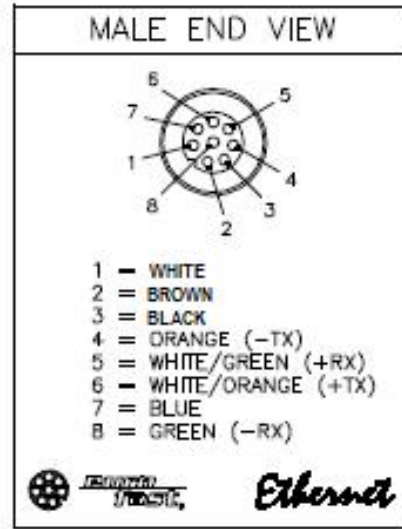 MALE END VIEW
6
7 5
1 4
8 3
2
1 = WHITE
2 = BROWN
3 = BLACK
4 = ORANGE (-TX)
5 = WHITE/GREEN (+RX)
6 - WHITE/ORANGE (+TX)
7 = BLUE
8 = GREEN (-RX)
fast. Ethernet